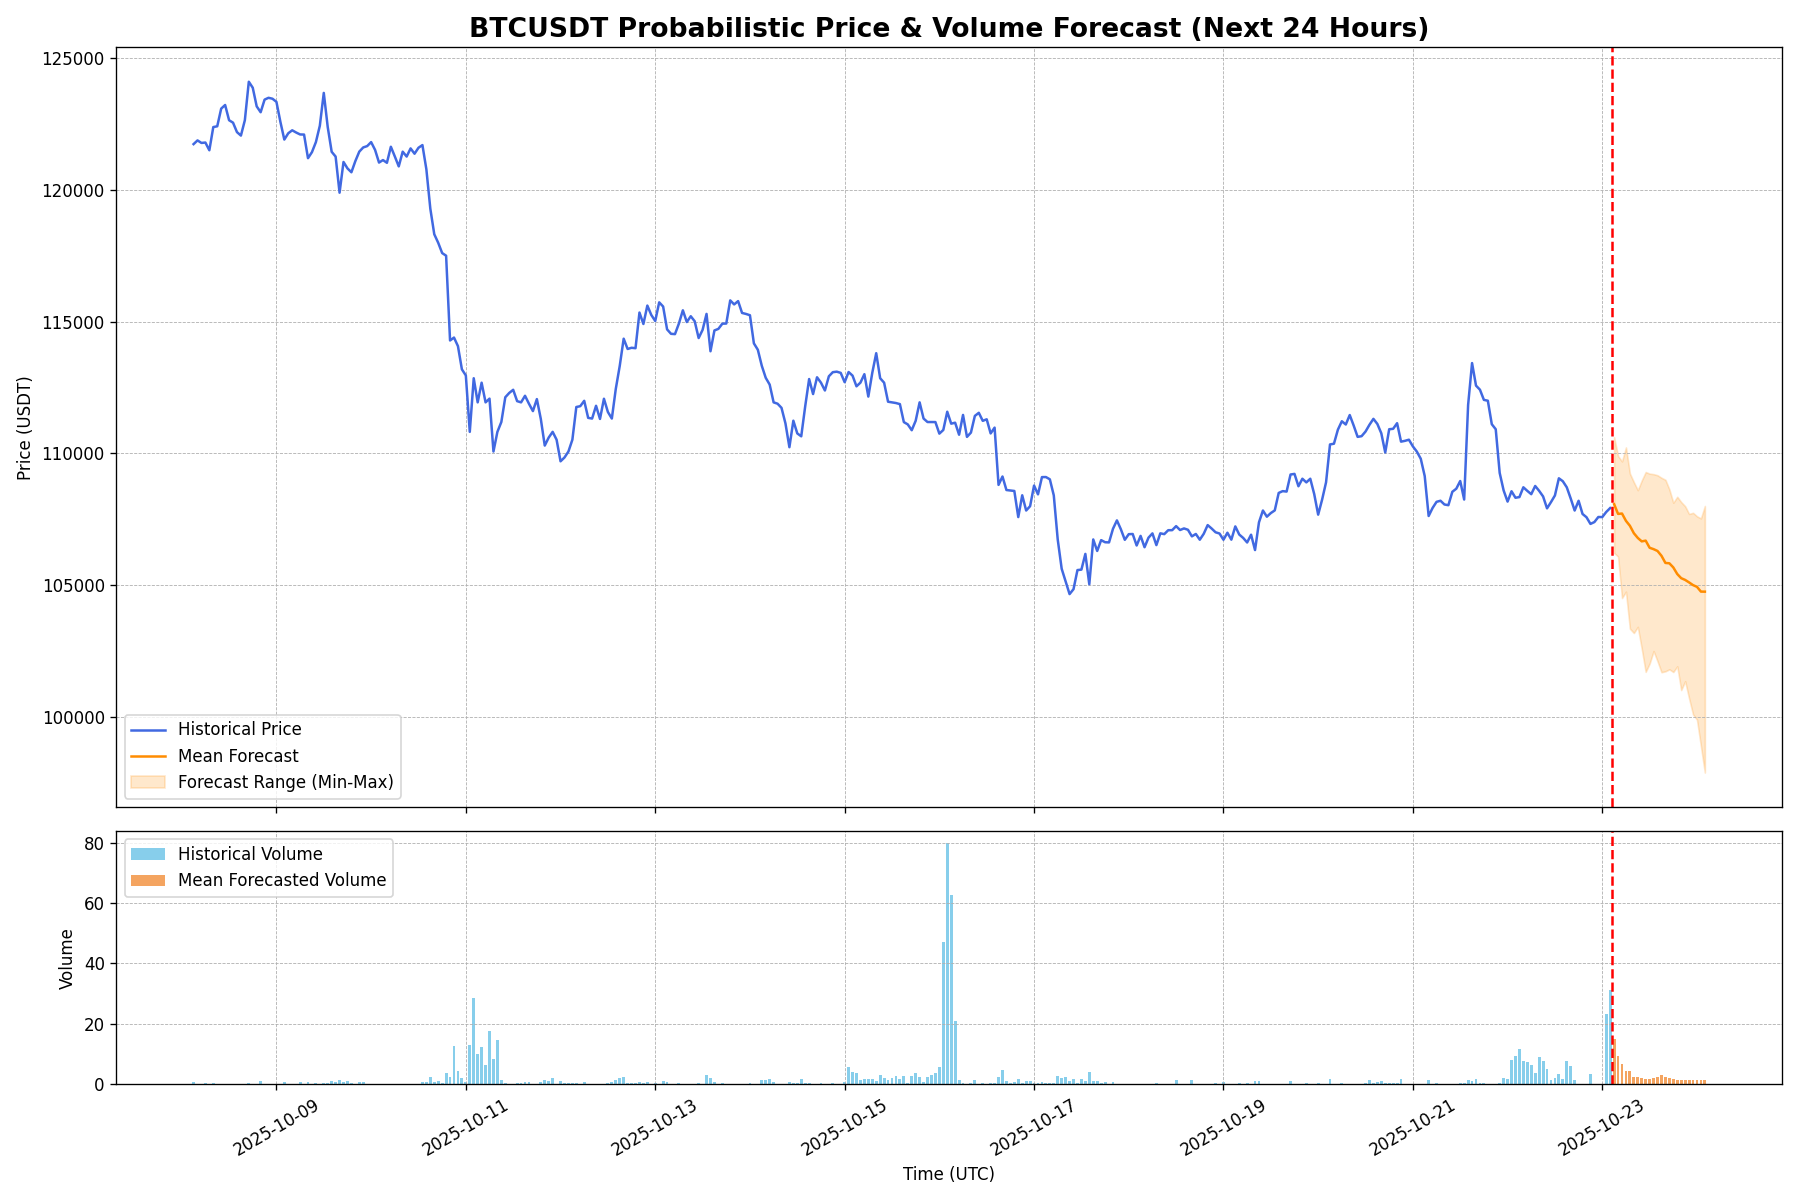 BTCUSDT Probabilistic Price & Volume Forecast (Next 24 Hours)
125000
120000
115000
110000
105000
100000
Price (USDT)
Historical Price
Mean Forecast
Forecast Range (Min-Max)
80
60
40
20
0
Volume
Historical Volume
Mean Forecasted Volume
2025-10-09
2025-10-11
2025-10-13
2025-10-15
2025-10-17
2025-10-19
2025-10-21
2025-10-23
Time (UTC)